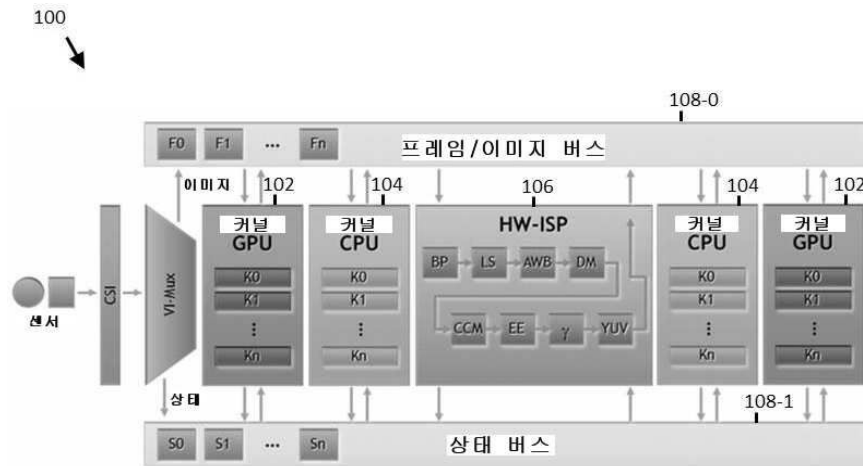 100
108-0
F0 F1 ... Fn
프레임/이미지 버스
이미지
102
104
106
104
102
커널
GPU
K0
K1
⋮
Kn
커널
CPU
K0
K1
⋮
Kn
HW-ISP
BP LS AWB DM
CCM EE γ YUV
커널
CPU
K0
K1
⋮
Kn
커널
GPU
K0
K1
⋮
Kn
센서
CSI
VI-Mux
상태
108-1
S0 S1 ... Sn
상태 버스